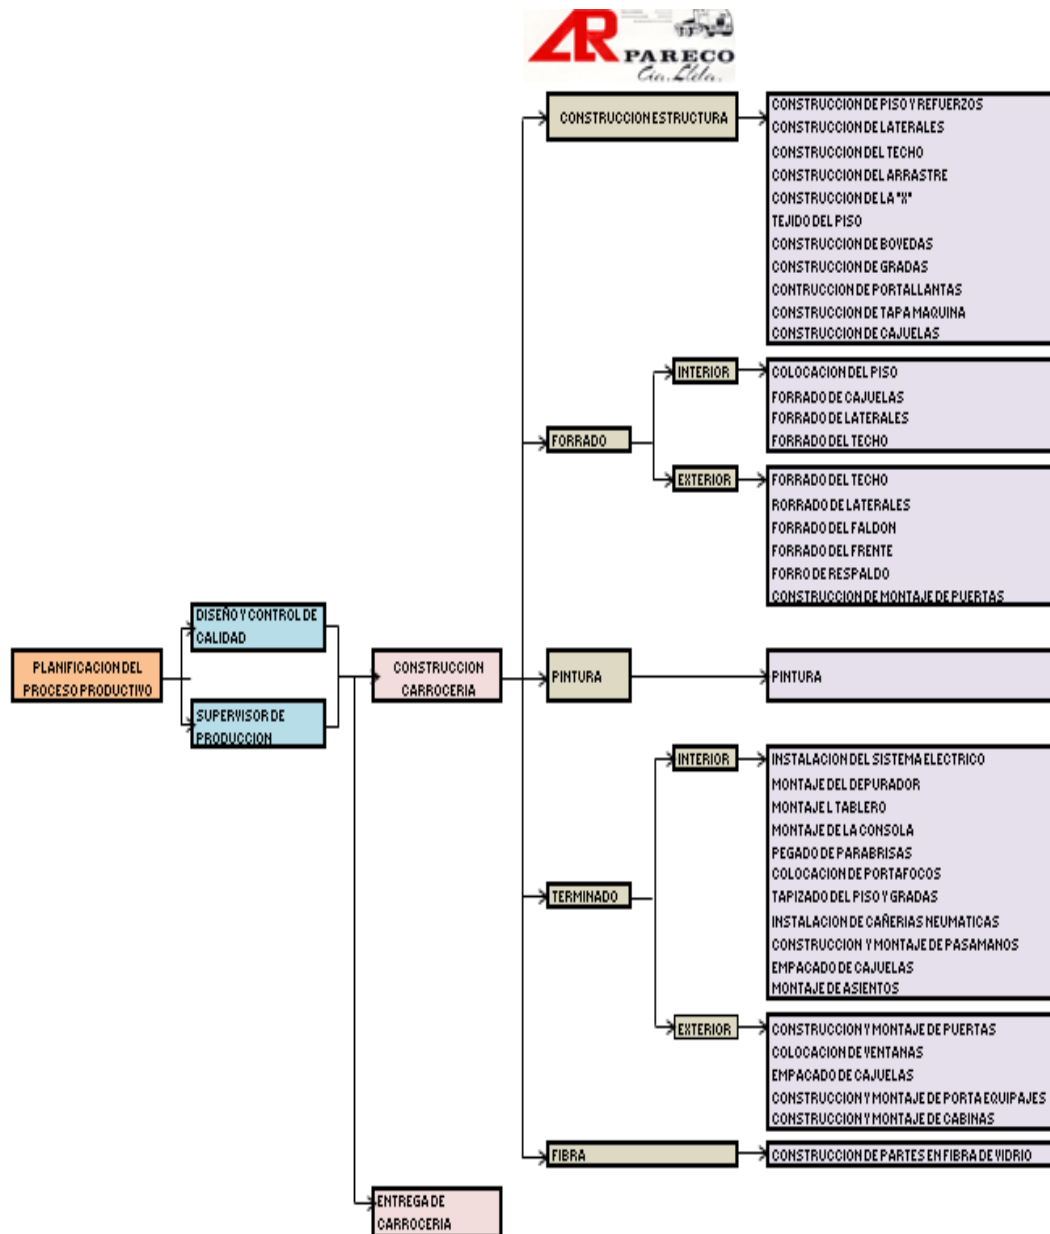 AR
PARECO
Cia. Ltda.
CONSTRUCCION ESTRUCTURA
CONSTRUCCION DE PISO Y REFUERZOS
CONSTRUCCION DE LATERALES
CONSTRUCCION DEL TECHO
CONSTRUCCION DEL ARRASTRE
CONSTRUCCION DE LA "X"
TEJIDO DEL PISO
CONSTRUCCION DE BOVEDAS
CONSTRUCCION DE GRADAS
CONTRUCCION DE PORTALLANTAS
CONSTRUCCION DE TAPA MAQUINA
CONSTRUCCION DE CAJUELAS
FORRADO
INTERIOR
COLOCACION DEL PISO
FORRADO DE CAJUELAS
FORRADO DE LATERALES
FORRADO DEL TECHO
EXTERIOR
FORRADO DEL TECHO
RORRADO DE LATERALES
FORRADO DEL FALDON
FORRADO DEL FRENTE
FORRO DE RESPALDO
CONSTRUCCION DE MONTAJE DE PUERTAS
PLANIFICACION DEL
PROCESO PRODUCTIVO
DISEÑO Y CONTROL DE
CALIDAD
SUPERVISOR DE
PRODUCCION
CONSTRUCCION
CARROCERIA
PINTURA
PINTURA
TERMINADO
INTERIOR
INSTALACION DEL SISTEMA ELECTRICO
MONTAJE DEL DEPURADOR
MONTAJE L TABLERO
MONTAJE DE LA CONSOLA
PEGADO DE PARABRISAS
COLOCACION DE PORTAFOCOS
TAPIZADO DEL PISO Y GRADAS
INSTALACION DE CAÑERIAS NEUMATICAS
CONSTRUCCION Y MONTAJE DE PASAMANOS
EMPACADO DE CAJUELAS
MONTAJE DE ASIENTOS
EXTERIOR
CONSTRUCCION Y MONTAJE DE PUERTAS
COLOCACION DE VENTANAS
EMPACADO DE CAJUELAS
CONSTRUCCION Y MONTAJE DE PORTA EQUIPAJES
CONSTRUCCION Y MONTAJE DE CABINAS
FIBRA
CONSTRUCCION DE PARTES EN FIBRA DE VIDRIO
ENTREGA DE
CARROCERIA